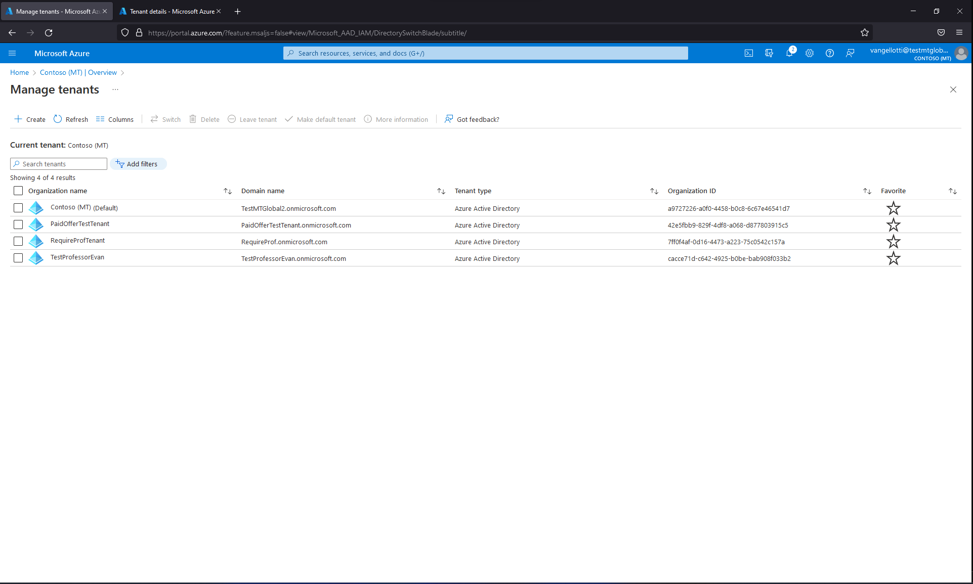 Manage tenants - Microsoft Az
Tenant details - Microsoft Azure
https://portal.azure.com/?feature.msaljs=false#view/Microsoft_AAD_IAM/DirectorySwitchBlade/subtitle/
Microsoft Azure
Search resources, services, and docs (G+/)
vangellotti@testmtglob...
CONTOSO (MT)
Home > Contoso (MT) | Overview >
Manage tenants ...
Create Refresh Columns Switch Delete Leave tenant Make default tenant More information Got feedback?
Current tenant: Contoso (MT)
Search tenants Add filters
Showing 4 of 4 results
Organization name Domain name Tenant type Organization ID Favorite
Contoso (MT) (Default) TestMTGlobal2.onmicrosoft.com Azure Active Directory a9727226-a0f0-4458-b0c8-6c67e46541d7
PaidOfferTestTenant PaidOfferTestTenant.onmicrosoft.com Azure Active Directory 42e5fbb9-829f-4df8-a068-d877803915c5
RequireProfTenant RequireProf.onmicrosoft.com Azure Active Directory 7ff0f4af-0d16-4473-a223-75c0542c157a
TestProfessorEvan TestProfessorEvan.onmicrosoft.com Azure Active Directory cacce71d-c642-4925-b0be-bab908f033b2